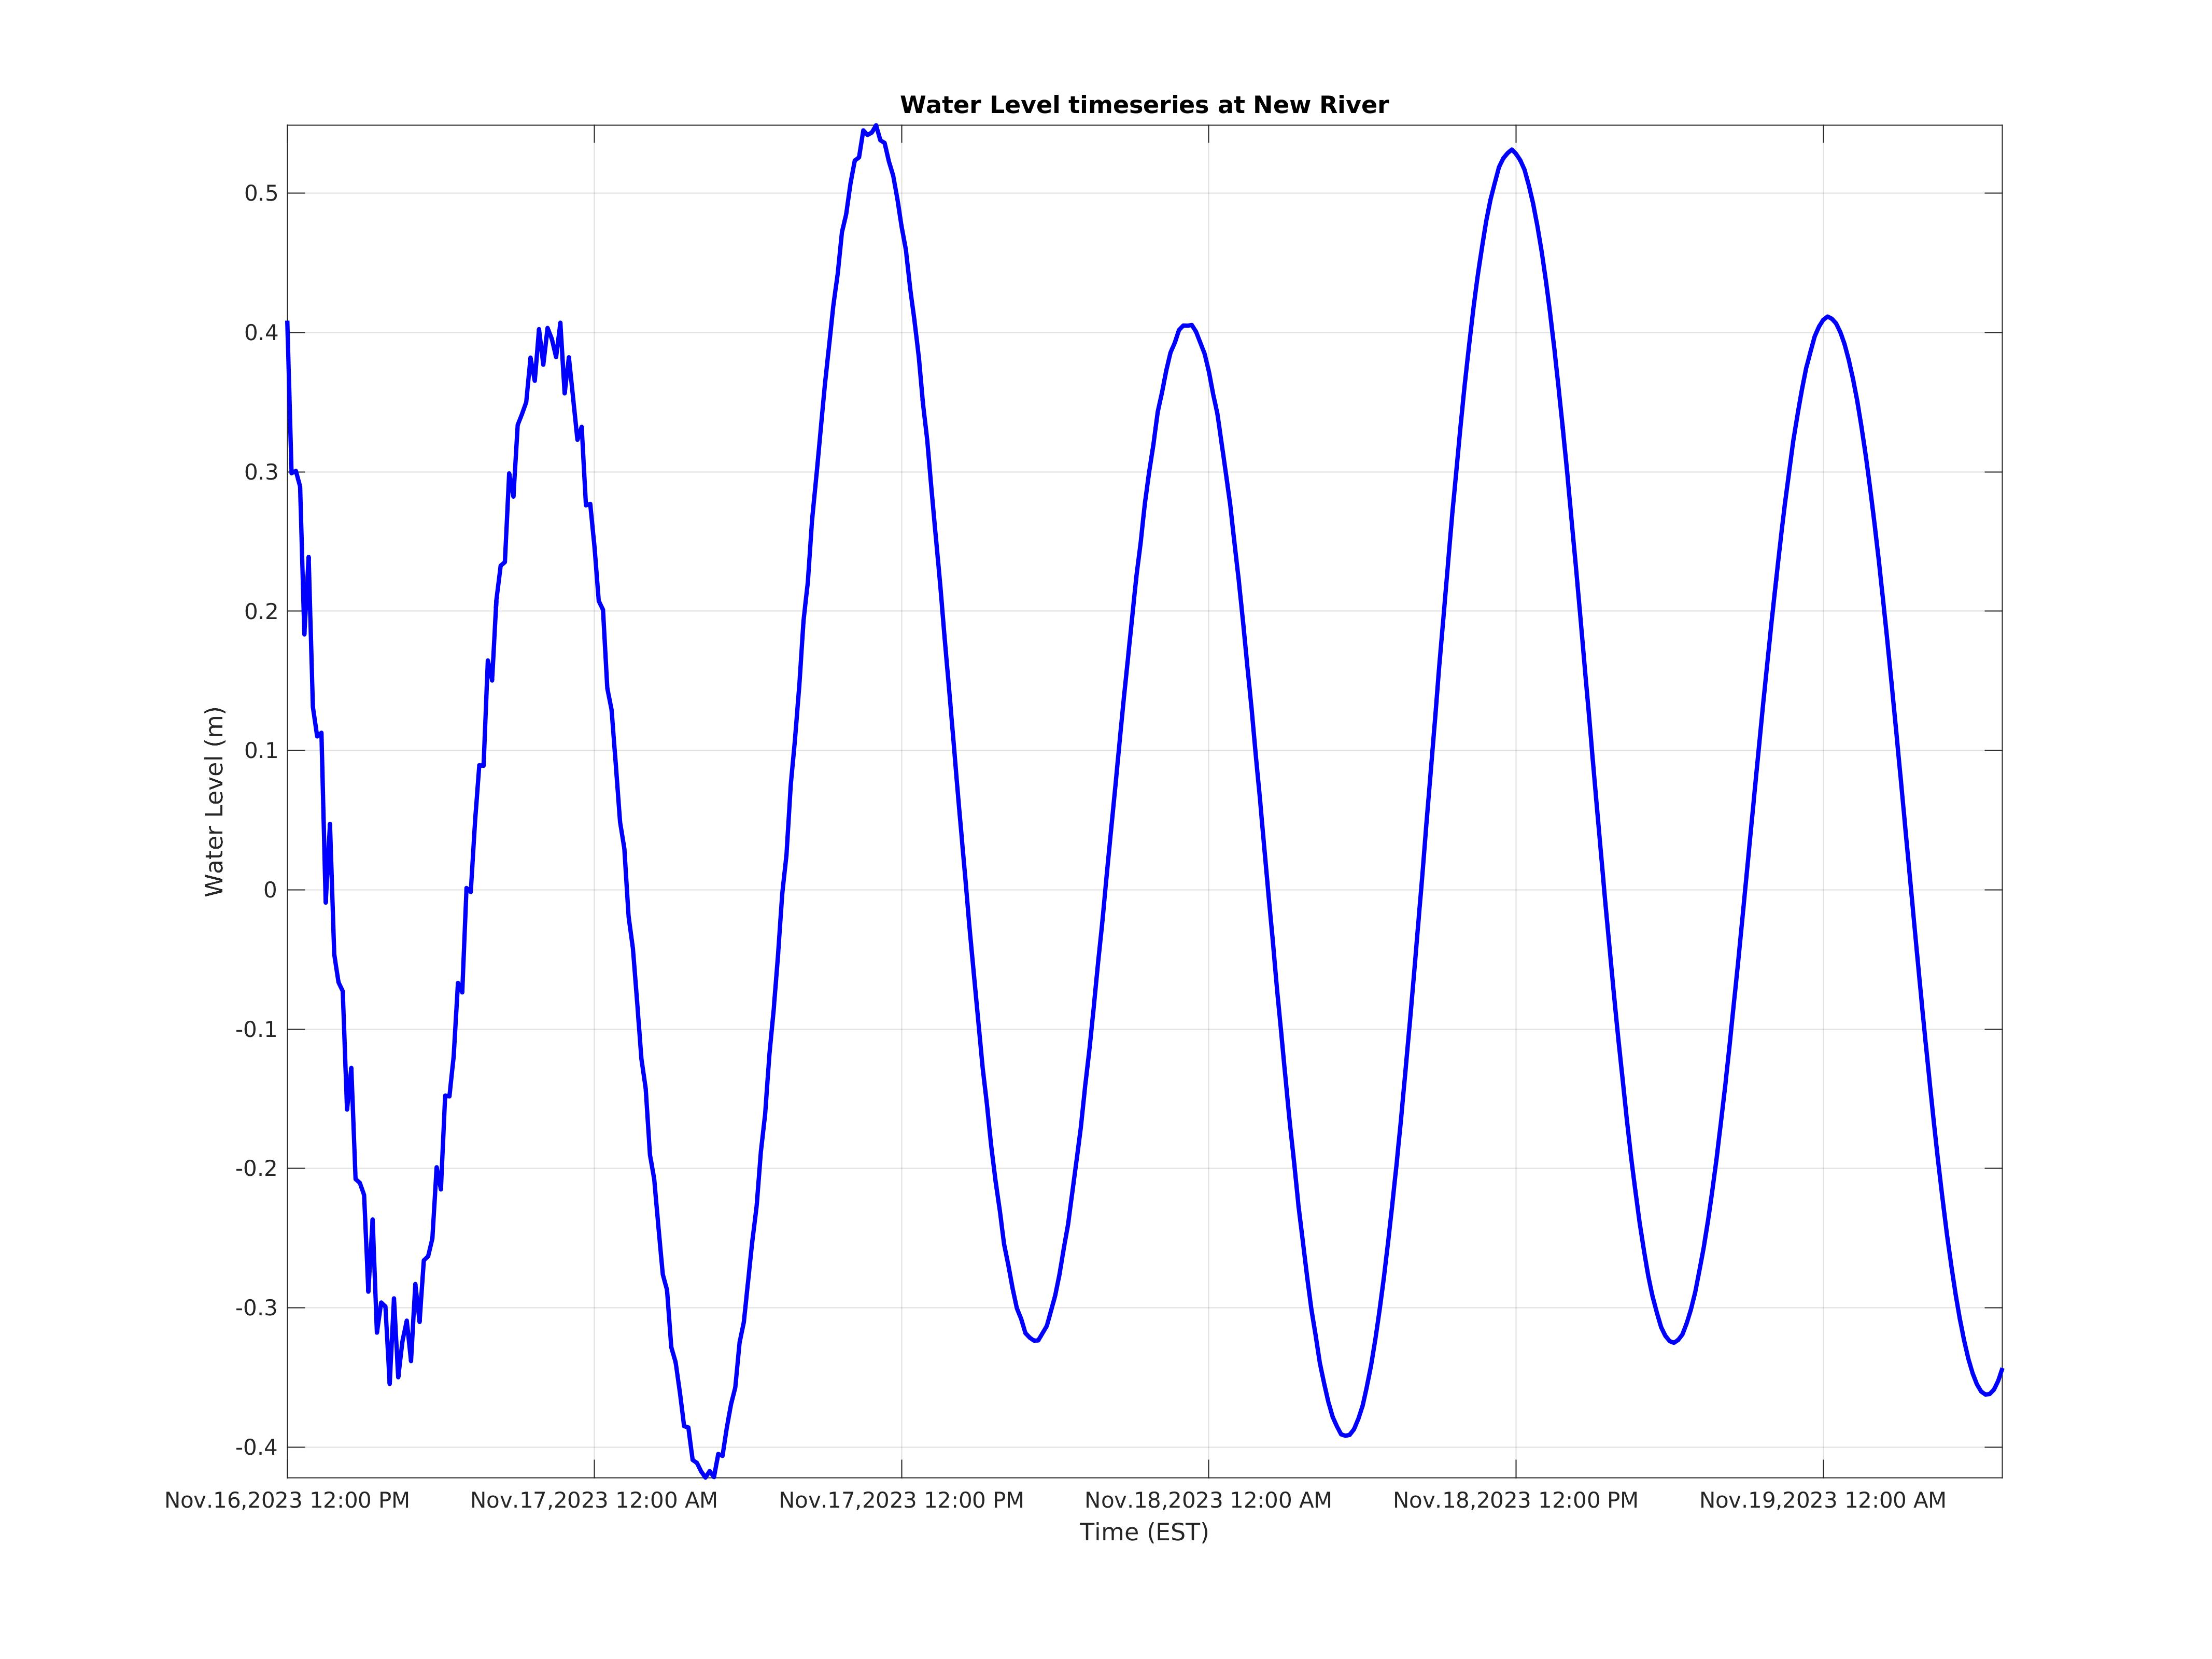 Water Level timeseries at New River
0.5
0.4
0.3
0.2
0.1
0
-0.1
-0.2
-0.3
-0.4
Water Level (m)
Nov.16,2023 12:00 PM Nov.17,2023 12:00 AM Nov.17,2023 12:00 PM Nov.18,2023 12:00 AM Nov.18,2023 12:00 PM Nov.19,2023 12:00 AM
Time (EST)